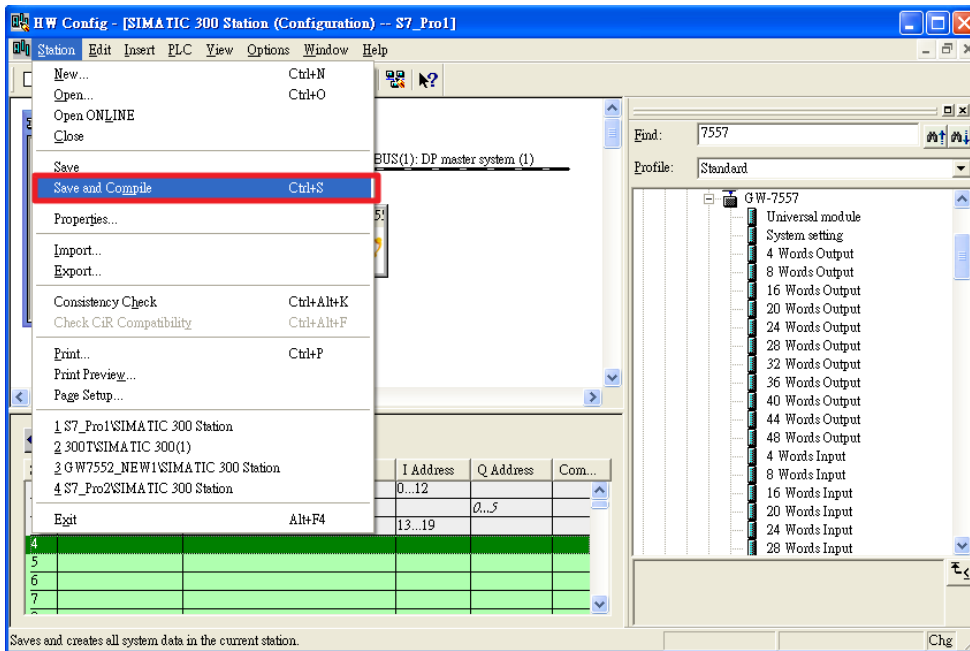 HW Config - [SIMATIC 300 Station (Configuration) -- S7_Pro1]
Station Edit Insert PLC View Options Window Help
New... Ctrl+N
Open... Ctrl+O
Open ONLINE
Close
Save
Save and Compile Ctrl+S
Properties...
Import...
Export...
Consistency Check Ctrl+Alt+K
Check CiR Compatibility Ctrl+Alt+F
Print... Ctrl+P
Print Preview...
Page Setup...
1 S7_Pro1\SIMATIC 300 Station
2 300T\SIMATIC 300(1)
3 GW7552_NEW1\SIMATIC 300 Station
4 S7_Pro2\SIMATIC 300 Station
Exit Alt+F4
BUS(1): DP master system (1)
I Address Q Address Com...
0...12
0...5
13...19
4
5
6
7
Find: 7557
Profile: Standard
GW-7557
Universal module
System setting
4 Words Output
8 Words Output
16 Words Output
20 Words Output
24 Words Output
28 Words Output
32 Words Output
36 Words Output
40 Words Output
44 Words Output
48 Words Output
4 Words Input
8 Words Input
16 Words Input
20 Words Input
24 Words Input
28 Words Input
Saves and creates all system data in the current station.
Chg